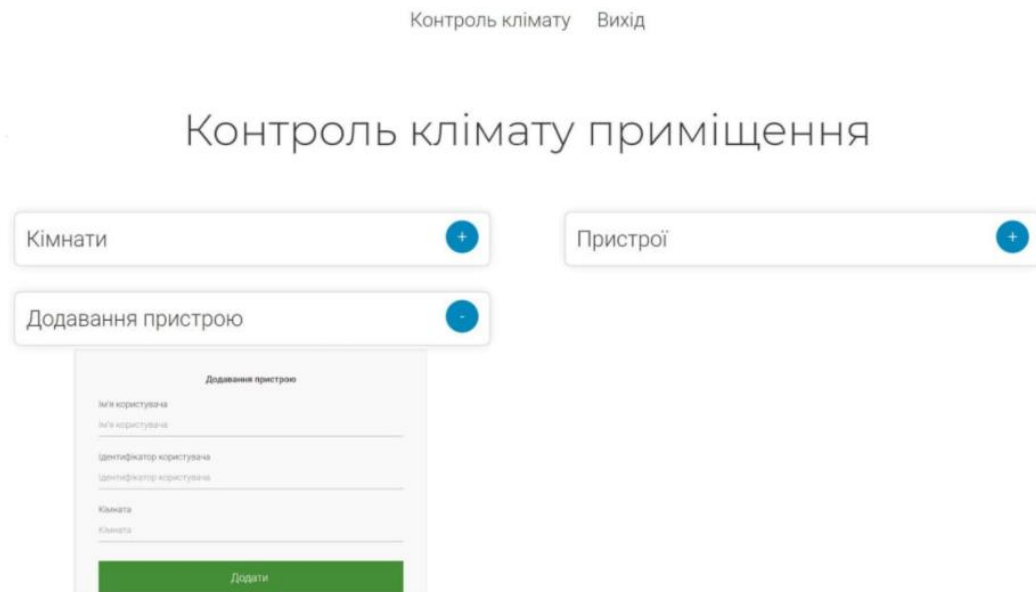 Контроль клімату Вихід
Контроль клімату приміщення
Кімнати +
Пристрої +
Додавання пристрою -
Додавання пристрою
Ім'я користувача
Ім'я користувача
Ідентифікатор користувача
Ідентифікатор користувача
Кімната
Кімната
Додати